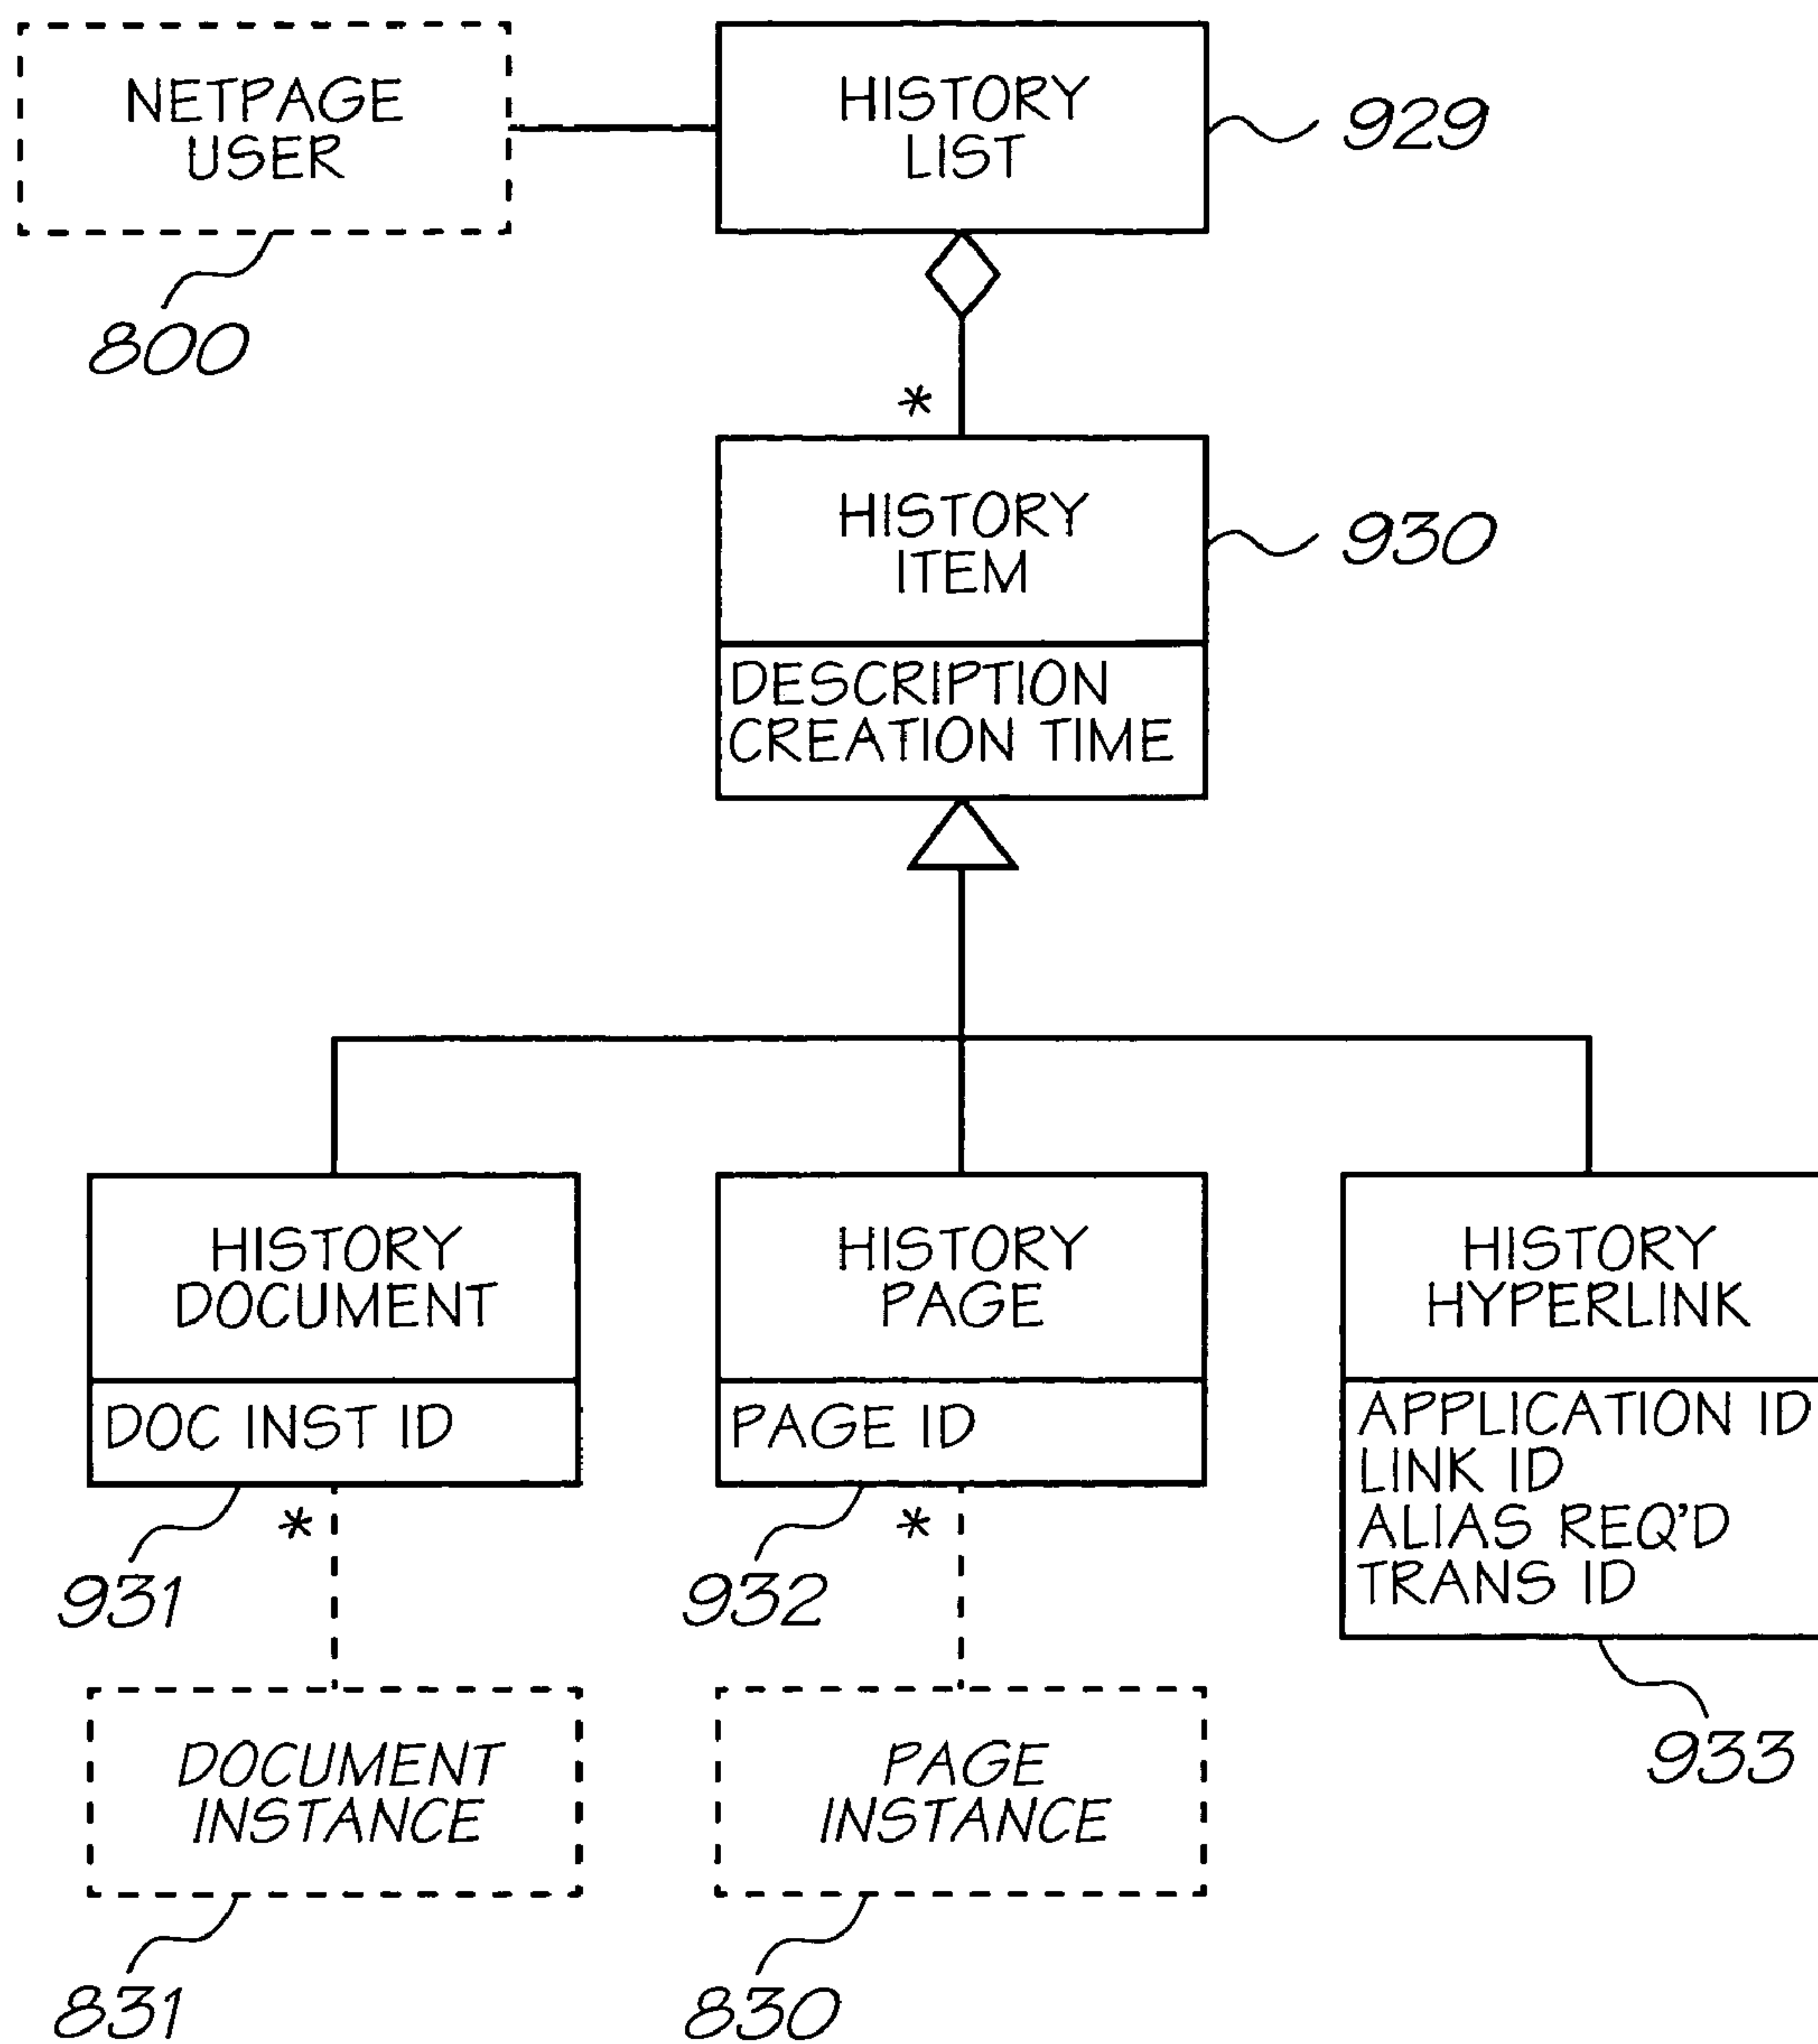 NETPAGE
USER
800
HISTORY
LIST
929
*
HISTORY
ITEM
930
DESCRIPTION
CREATION TIME
HISTORY
DOCUMENT
DOC INST ID
931
*
HISTORY
PAGE
PAGE ID
932
*
HISTORY
HYPERLINK
APPLICATION ID
LINK ID
ALIAS REQ'D
TRANS ID
933
DOCUMENT
INSTANCE
831
PAGE
INSTANCE
830